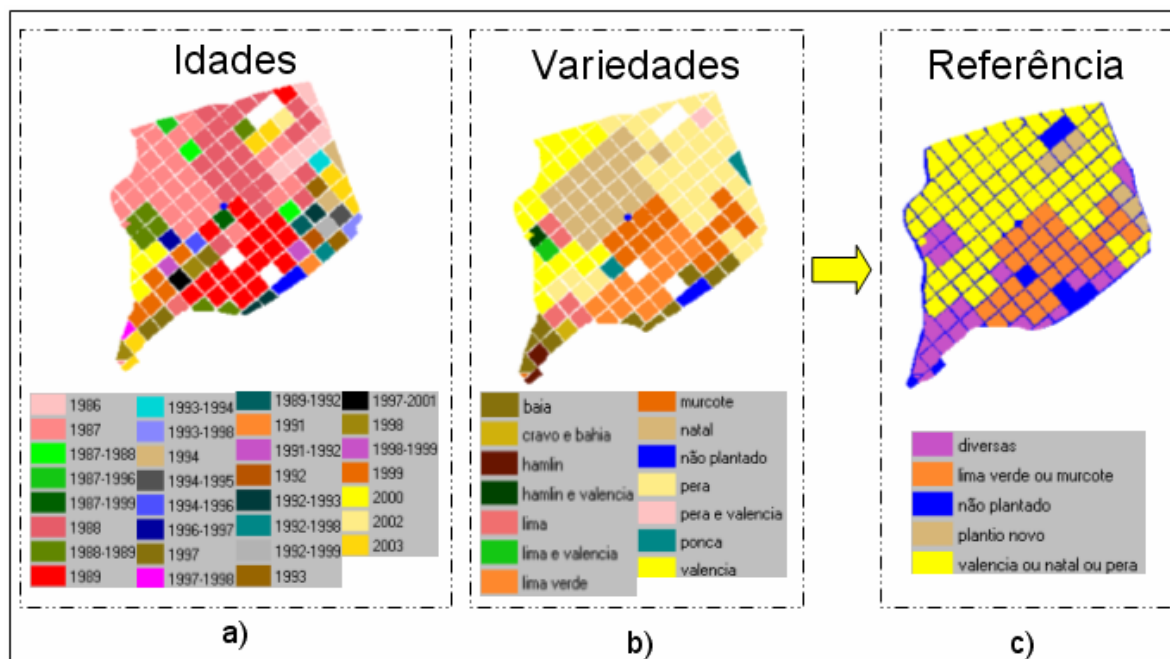 Idades
1986
1987
1987-1988
1987-1996
1987-1999
1988
1988-1989
1989
1993-1994
1993-1998
1994
1994-1995
1994-1996
1996-1997
1997
1997-1998
1989-1992
1991
1991-1992
1992
1992-1993
1992-1998
1992-1999
1993
1997-2001
1998
1998-1999
1999
2000
2002
2003
a)
Variedades
baia
cravo e bahia
hamlin
hamlin e valencia
lima
lima e valencia
lima verde
murcote
natal
não plantado
pera
pera e valencia
ponca
valencia
b)
Referência
diversas
lima verde ou murcote
não plantado
plantio novo
valencia ou natal ou pera
c)